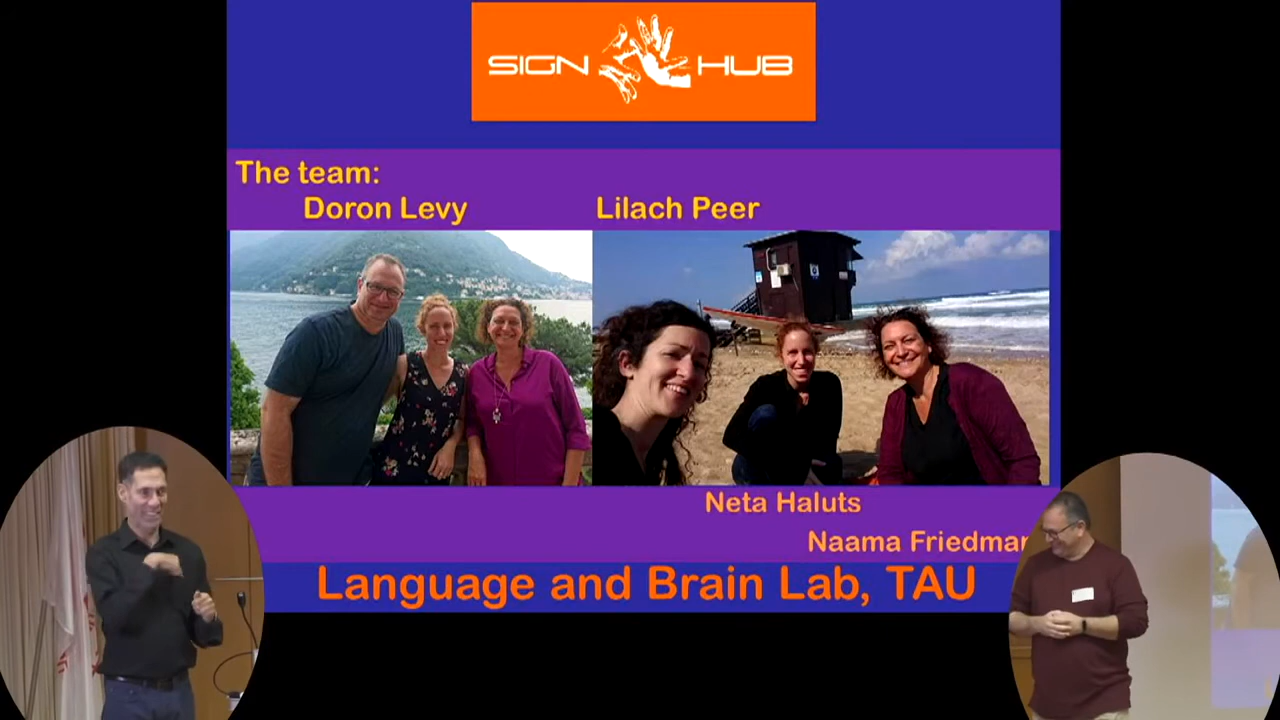 SIGN HUB
The team:
Doron Levy
Lilach Peer
Neta Haluts
Naama Friedman
Language and Brain Lab, TAU